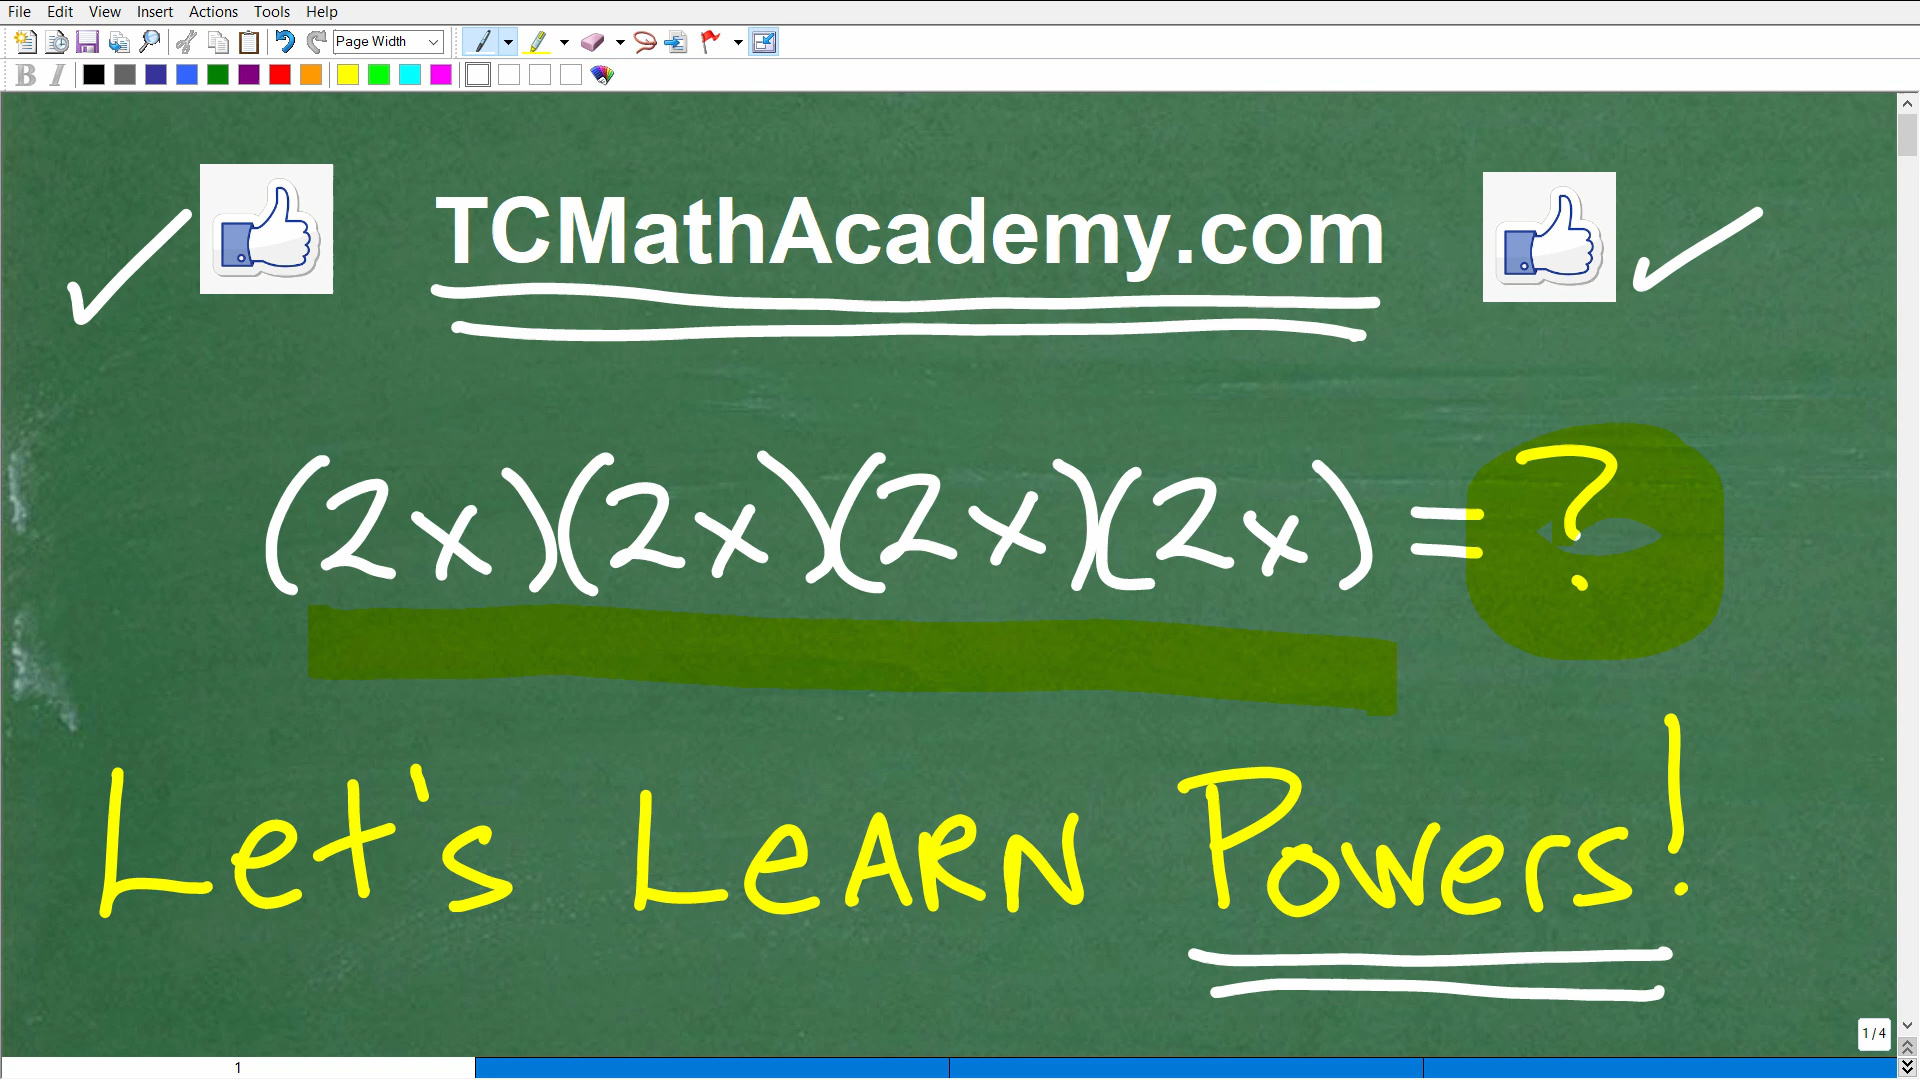 File Edit View Insert Actions Tools Help
Page Width
B I
TCMathAcademy.com
(2x)(2x)(2x)(2x) = ?
Let's LeARN Powers!
1 / 4
1